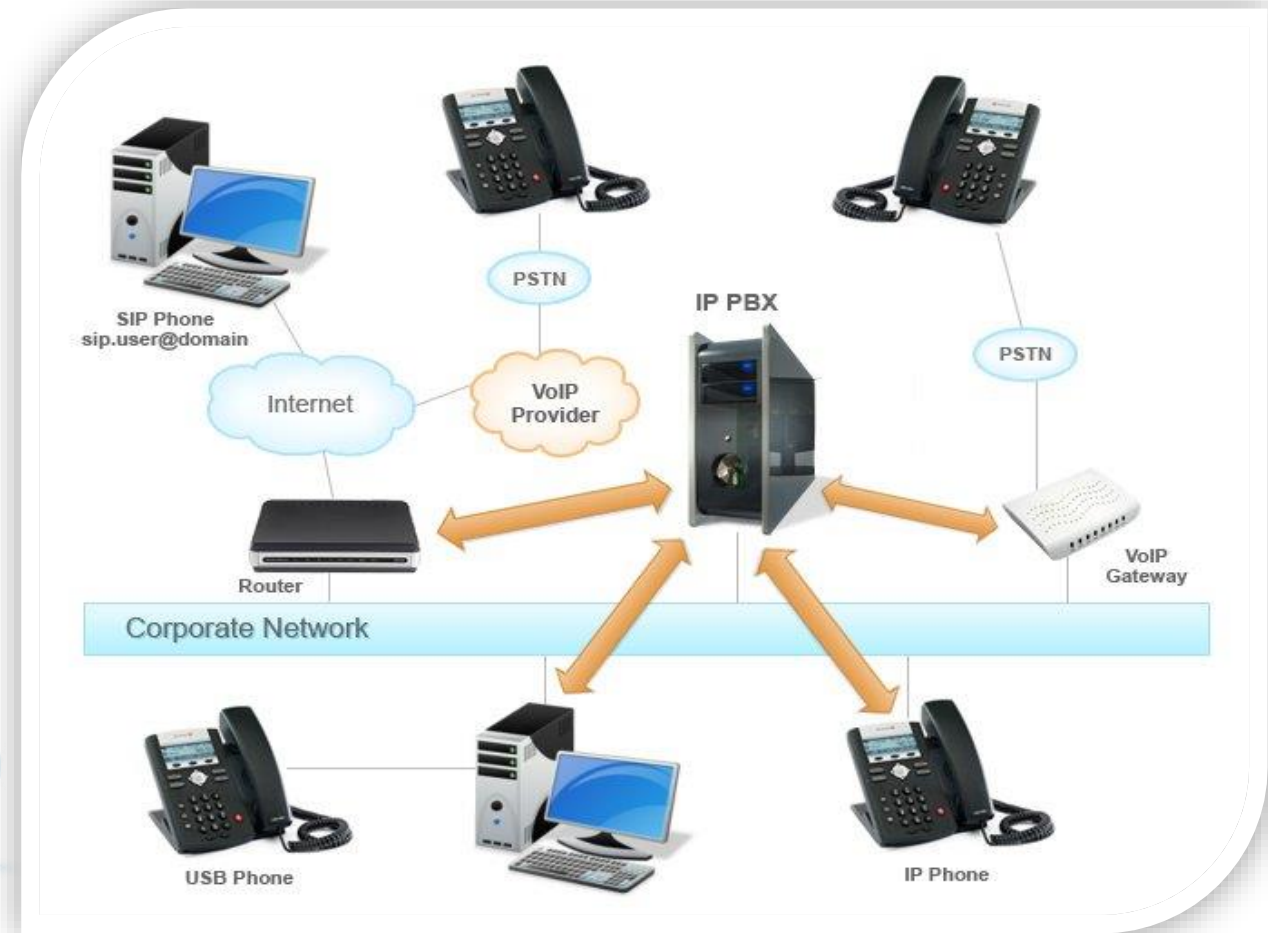 SIP Phone
sip.user@domain
PSTN
IP PBX
PSTN
Internet
VoIP
Provider
Router
VoIP
Gateway
Corporate Network
USB Phone
IP Phone